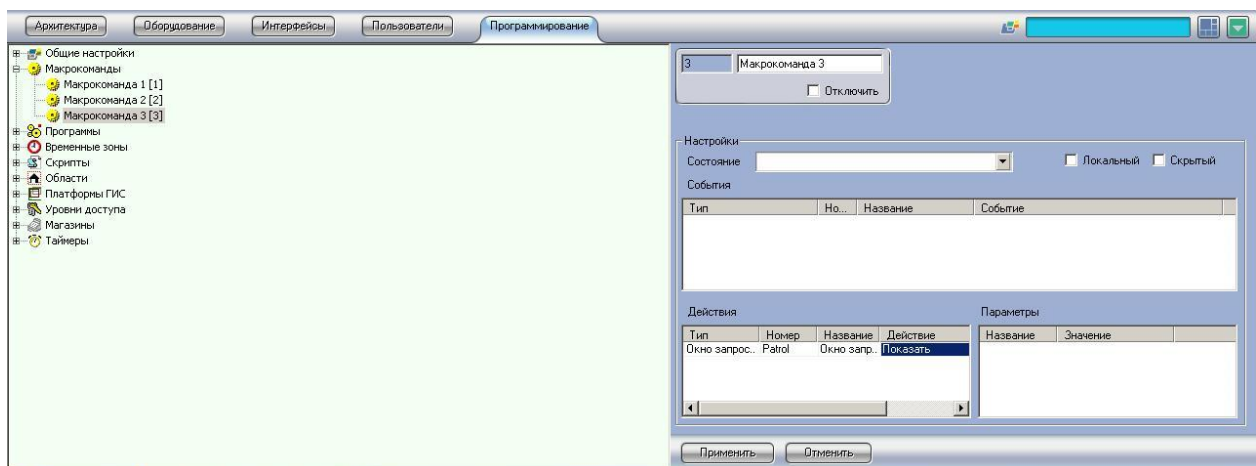 Архитектура Оборудование Интерфейсы Пользователи Программирование
Общие настройки
Макрокоманды
Макрокоманда 1 [1]
Макрокоманда 2 [2]
Макрокоманда 3 [3]
Программы
Временные зоны
Скрипты
Области
Платформы ГИС
Уровни доступа
Магазины
Таймеры
3 Макрокоманда 3
Отключить
Настройки
Состояние Локальный Скрытый
События
Тип Но... Название Событие
Действия Параметры
Тип Номер Название Действие Название Значение
Окно запрос... Patrol Окно запр... Показать
Применить Отменить